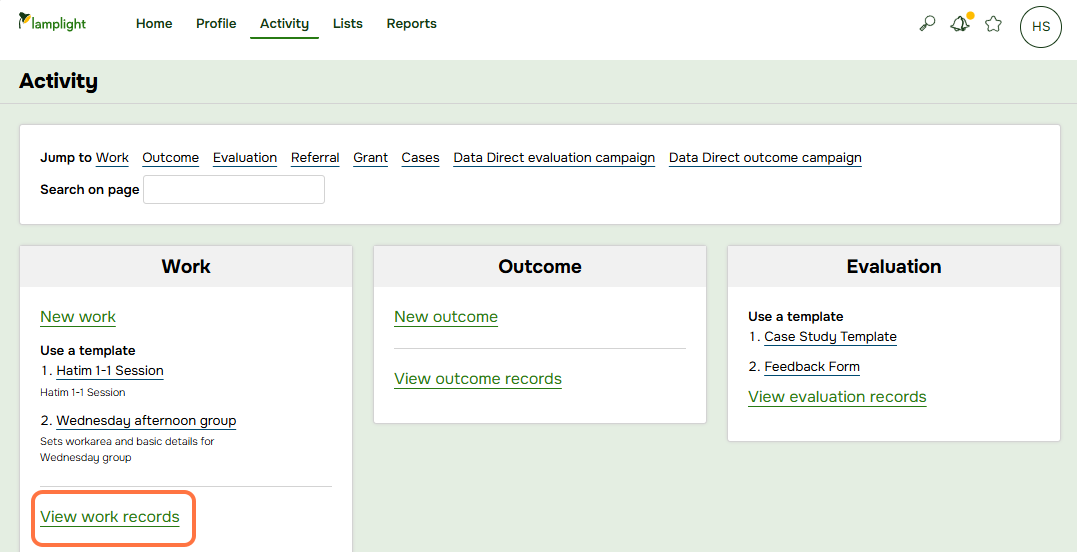 lamplight
Home Profile Activity Lists Reports
HS
Activity
Jump to Work Outcome Evaluation Referral Grant Cases Data Direct evaluation campaign Data Direct outcome campaign
Search on page
Work
New work
Use a template
1. Hatim 1-1 Session
Hatim 1-1 Session
2. Wednesday afternoon group
Sets workarea and basic details for
Wednesday group
View work records
Outcome
New outcome
View outcome records
Evaluation
Use a template
1. Case Study Template
2. Feedback Form
View evaluation records